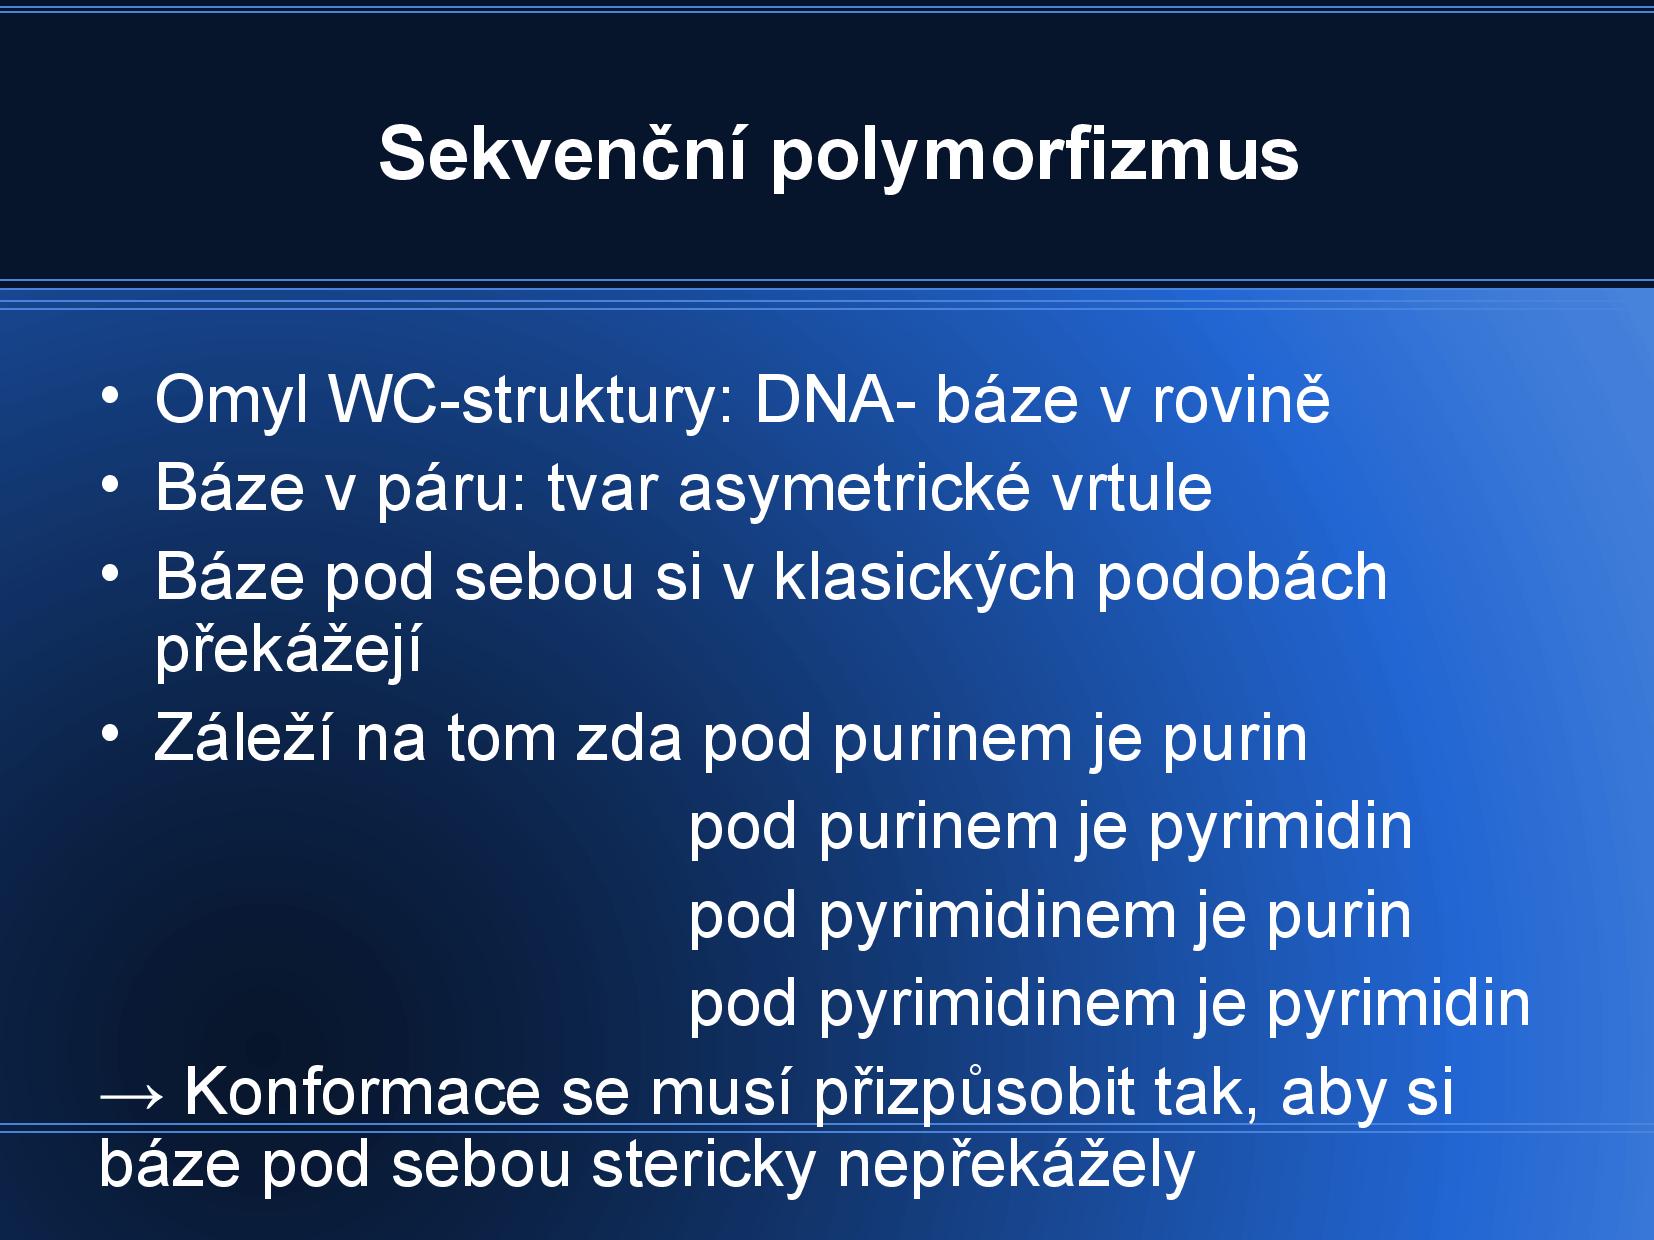 Sekvenční polymorfizmus
• Omyl WC-struktury: DNA- báze v rovině
• Báze v páru: tvar asymetrické vrtule
• Báze pod sebou si v klasických podobách
překážejí
• Záleží na tom zda pod purinem je purin
pod purinem je pyrimidin
pod pyrimidinem je purin
pod pyrimidinem je pyrimidin
→ Konformace se musí přizpůsobit tak, aby si
báze pod sebou stericky nepřekážely